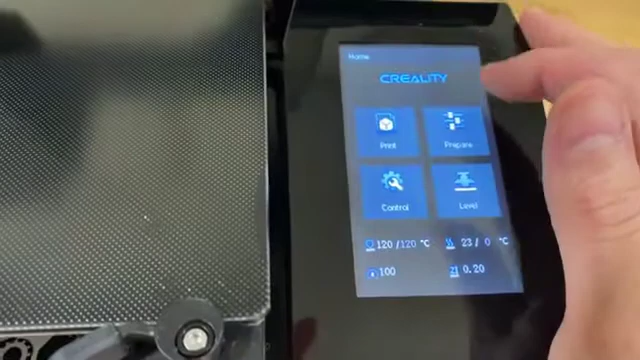 Home
CREALITY
Print Prepare
Control Level
120 /120 ℃ 23 / 0 ℃
100 0.20